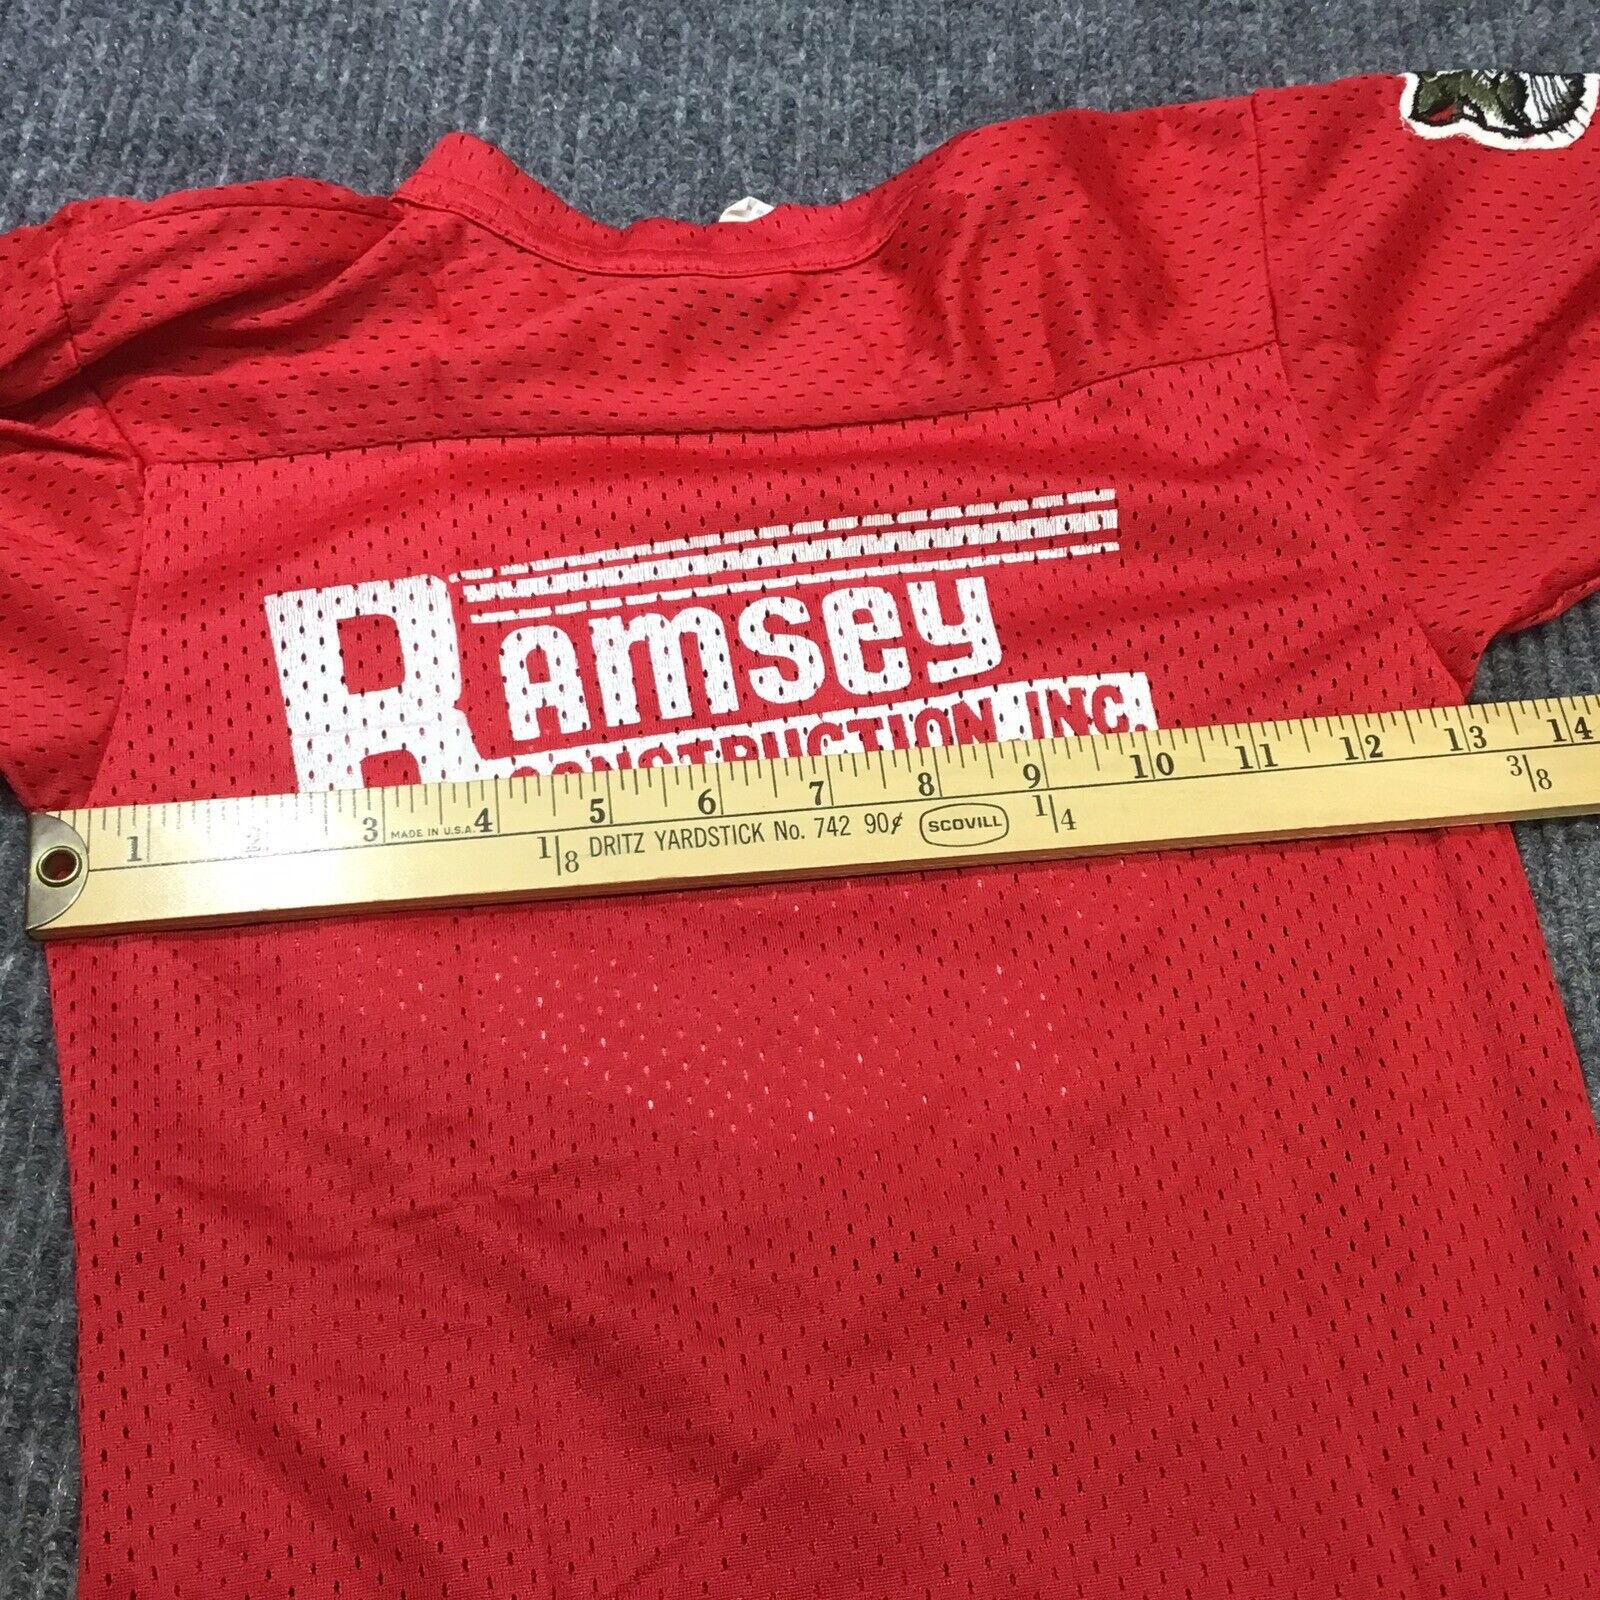 RAMSEY
CONSTRUCTION, INC.
1 2 3 4 5 6 7 8 9 10 11 12 13 14
MADE IN U.S.A.
1/8 DRITZ YARDSTICK No. 742 90¢ SCOVILL 1/4 3/8